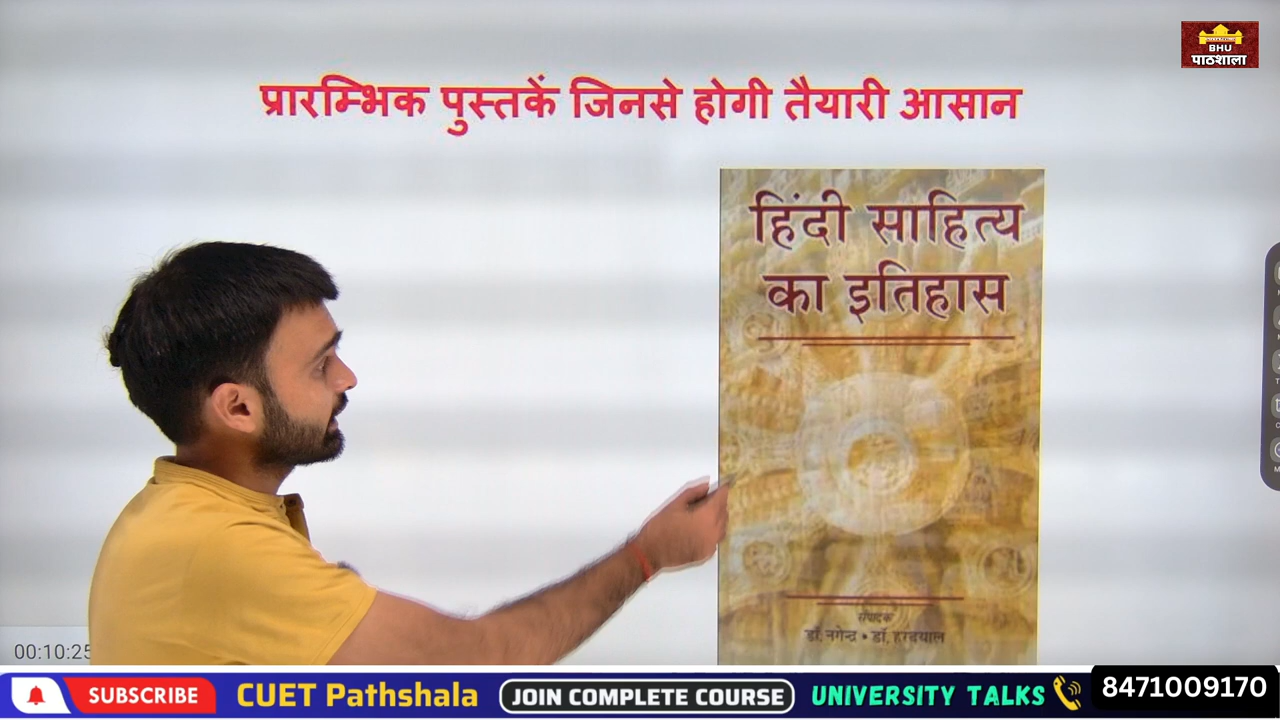 BHU
पाठशाला
प्रारम्भिक पुस्तकें जिनसे होगी तैयारी आसान
हिंदी साहित्य
का इतिहास
संपादक
डॉ. नगेन्द्र • डॉ. हरदयाल
00:10:25
SUBSCRIBE CUET Pathshala JOIN COMPLETE COURSE UNIVERSITY TALKS 8471009170